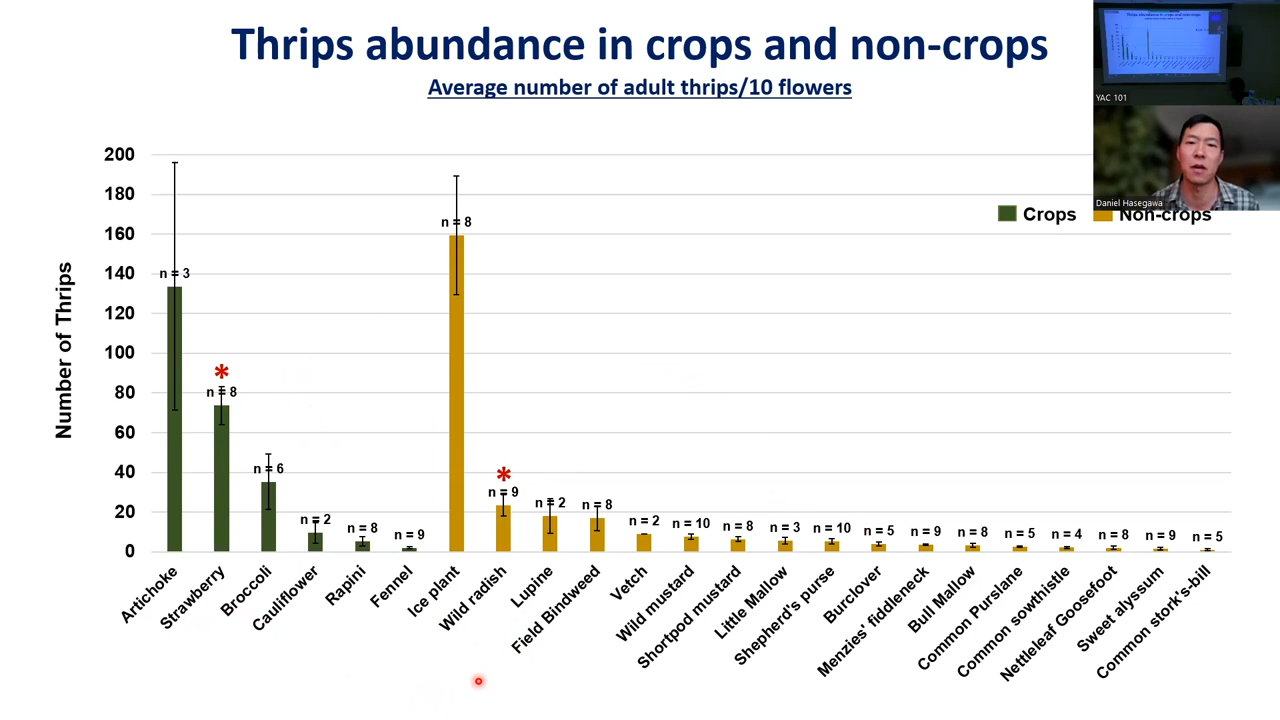 Thrips abundance in crops and non-crops
Average number of adult thrips/10 flowers
YAC 101
Daniel Hasegawa
Crops
Non-crops
Number of Thrips
200
180
160
140
120
100
80
60
40
20
0
n = 3
*
n = 8
n = 6
n = 2
n = 8
n = 9
n = 8
*
n = 9
n = 2
n = 8
n = 2
n = 10
n = 8
n = 3
n = 10
n = 5
n = 9
n = 8
n = 5
n = 4
n = 8
n = 9
n = 5
Artichoke
Strawberry
Broccoli
Cauliflower
Rapini
Fennel
Ice plant
Wild radish
Lupine
Field Bindweed
Vetch
Wild mustard
Shortpod mustard
Little Mallow
Shepherd's purse
Burclover
Menzies' fiddleneck
Bull Mallow
Common Purslane
Common sowthistle
Nettleleaf Goosefoot
Sweet alyssum
Common stork's-bill